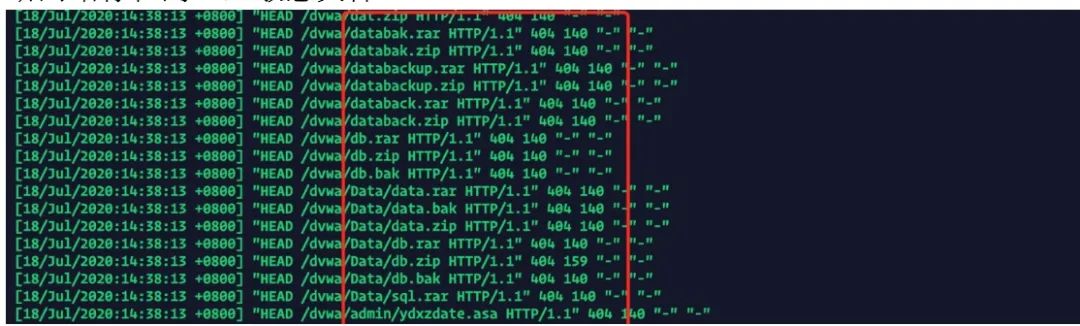 [18/Jul/2020:14:38:13 +0800] "HEAD /dvwa/dat.zip HTTP/1.1" 404 140 "-" "-"
[18/Jul/2020:14:38:13 +0800] "HEAD /dvwa/databak.rar HTTP/1.1" 404 140 "-" "-"
[18/Jul/2020:14:38:13 +0800] "HEAD /dvwa/databak.zip HTTP/1.1" 404 140 "-" "-"
[18/Jul/2020:14:38:13 +0800] "HEAD /dvwa/databackup.rar HTTP/1.1" 404 140 "-" "-"
[18/Jul/2020:14:38:13 +0800] "HEAD /dvwa/databackup.zip HTTP/1.1" 404 140 "-" "-"
[18/Jul/2020:14:38:13 +0800] "HEAD /dvwa/databack.rar HTTP/1.1" 404 140 "-" "-"
[18/Jul/2020:14:38:13 +0800] "HEAD /dvwa/databack.zip HTTP/1.1" 404 140 "-" "-"
[18/Jul/2020:14:38:13 +0800] "HEAD /dvwa/db.rar HTTP/1.1" 404 140 "-" "-"
[18/Jul/2020:14:38:13 +0800] "HEAD /dvwa/db.zip HTTP/1.1" 404 140 "-" "-"
[18/Jul/2020:14:38:13 +0800] "HEAD /dvwa/db.bak HTTP/1.1" 404 140 "-" "-"
[18/Jul/2020:14:38:13 +0800] "HEAD /dvwa/Data/data.rar HTTP/1.1" 404 140 "-" "-"
[18/Jul/2020:14:38:13 +0800] "HEAD /dvwa/Data/data.bak HTTP/1.1" 404 140 "-" "-"
[18/Jul/2020:14:38:13 +0800] "HEAD /dvwa/Data/data.zip HTTP/1.1" 404 140 "-" "-"
[18/Jul/2020:14:38:13 +0800] "HEAD /dvwa/Data/db.rar HTTP/1.1" 404 140 "-" "-"
[18/Jul/2020:14:38:13 +0800] "HEAD /dvwa/Data/db.zip HTTP/1.1" 404 159 "-" "-"
[18/Jul/2020:14:38:13 +0800] "HEAD /dvwa/Data/db.bak HTTP/1.1" 404 140 "-" "-"
[18/Jul/2020:14:38:13 +0800] "HEAD /dvwa/Data/sql.rar HTTP/1.1" 404 140 "-" "-"
[18/Jul/2020:14:38:13 +0800] "HEAD /dvwa/admin/ydxzdate.asa HTTP/1.1" 404 140 "-" "-"